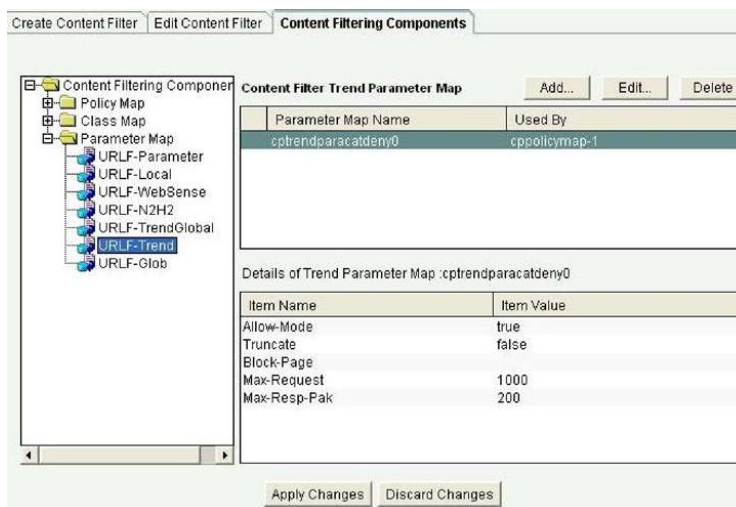 Create Content Filter Edit Content Filter Content Filtering Components
Content Filtering Componen
Policy Map
Class Map
Parameter Map
URLF-Parameter
URLF-Local
URLF-WebSense
URLF-N2H2
URLF-TrendGlobal
URLF-Trend
URLF-Glob
Content Filter Trend Parameter Map Add... Edit... Delete
Parameter Map Name Used By
cptrendparacatdeny0 cppolicymap-1
Details of Trend Parameter Map :cptrendparacatdeny0
Item Name Item Value
Allow-Mode true
Truncate false
Block-Page
Max-Request 1000
Max-Resp-Pak 200
Apply Changes Discard Changes